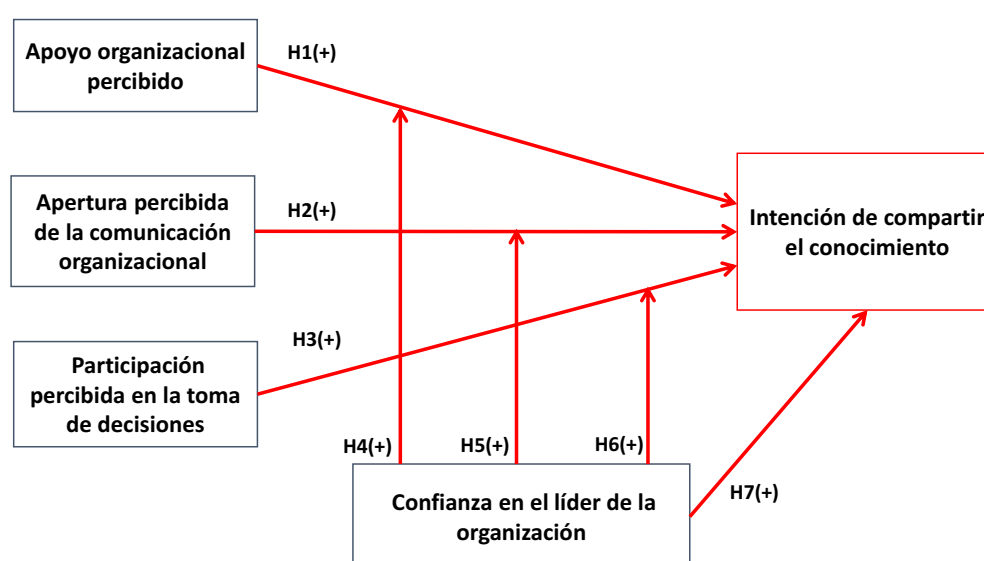 Apoyo organizacional
percibido
H1(+)
Apertura percibida
de la comunicación
organizacional
H2(+)
Intención de compartir
el conocimiento
H3(+)
Participación
percibida en la toma
de decisiones
H4(+)
H5(+)
H6(+)
Confianza en el líder de la
organización
H7(+)